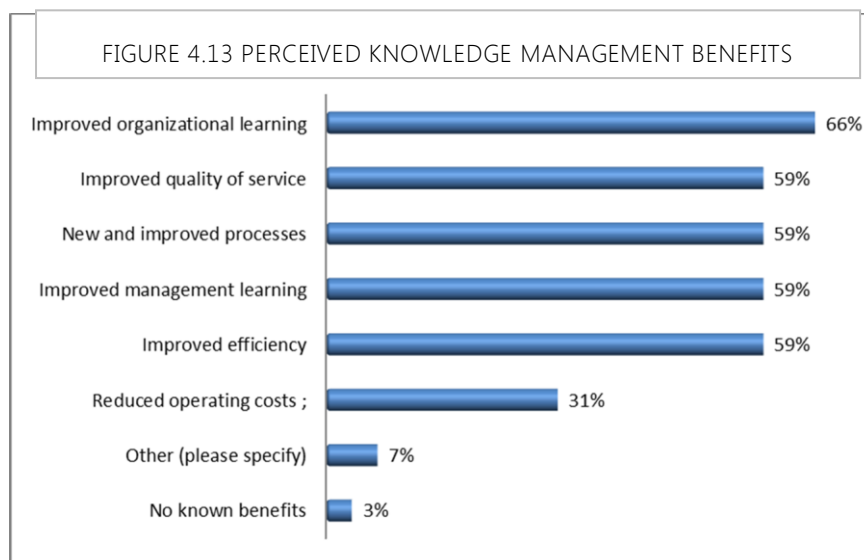 FIGURE 4.13 PERCEIVED KNOWLEDGE MANAGEMENT BENEFITS
Improved organizational learning 66%
Improved quality of service 59%
New and improved processes 59%
Improved management learning 59%
Improved efficiency 59%
Reduced operating costs ; 31%
Other (please specify) 7%
No known benefits 3%